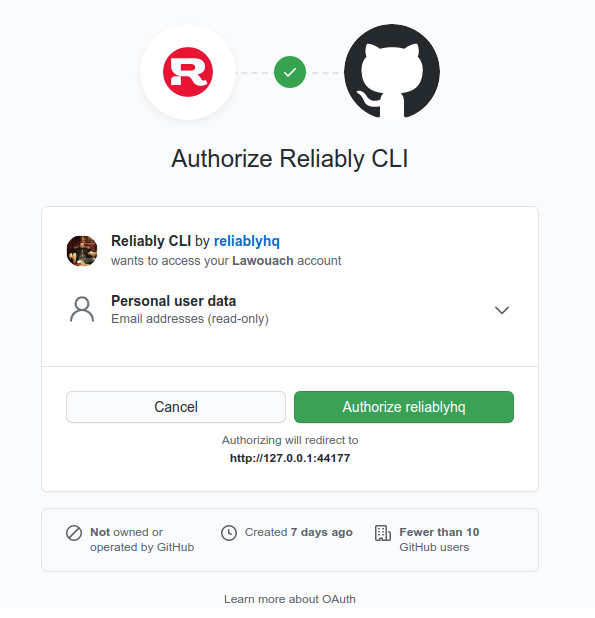 Authorize Reliably CLI
Reliably CLI by reliablyhq
wants to access your Lawouach account
Personal user data
Email addresses (read-only)
Cancel
Authorize reliablyhq
Authorizing will redirect to
http://127.0.0.1:44177
Not owned or
operated by GitHub
Created 7 days ago
Fewer than 10
GitHub users
Learn more about OAuth